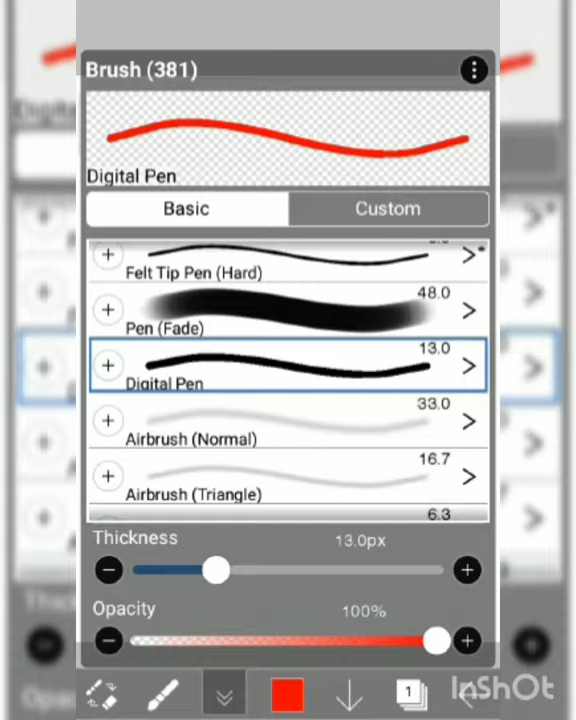 Brush (381)
Digital Pen
Basic
Custom
Felt Tip Pen (Hard)
48.0
Pen (Fade)
13.0
Digital Pen
33.0
Airbrush (Normal)
16.7
Airbrush (Triangle)
6.3
Thickness
13.0px
Opacity
100%
1
InShOt